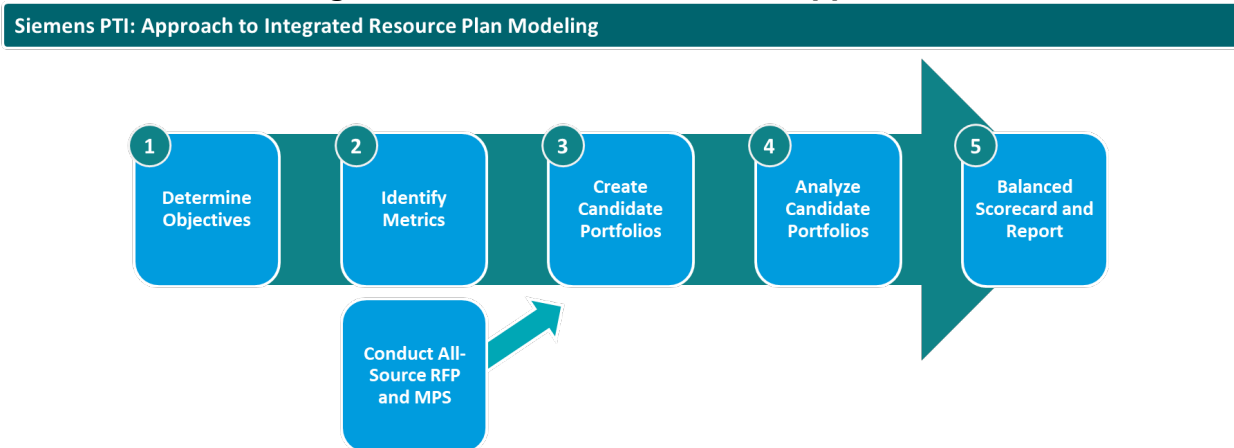 Siemens PTI: Approach to Integrated Resource Plan Modeling
1
Determine
Objectives
2
Identify
Metrics
3
Create
Candidate
Portfolios
4
Analyze
Candidate
Portfolios
5
Balanced
Scorecard and
Report
Conduct All-
Source RFP
and MPS